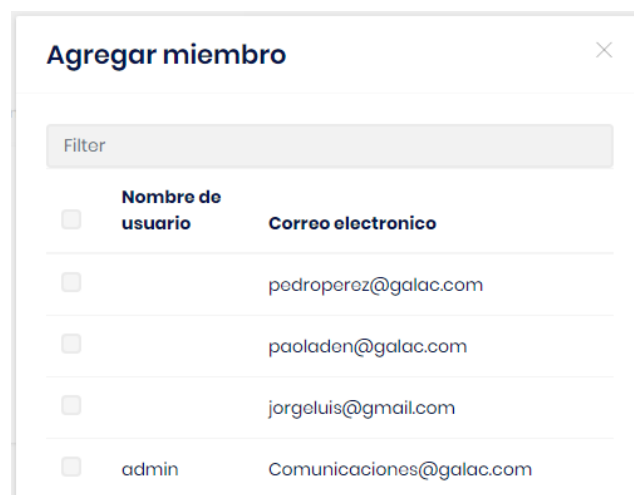 Agregar miembro
Filter
Nombre de
usuario
Correo electronico
pedroperez@galac.com
paoladen@galac.com
jorgeluis@gmail.com
admin Comunicaciones@galac.com